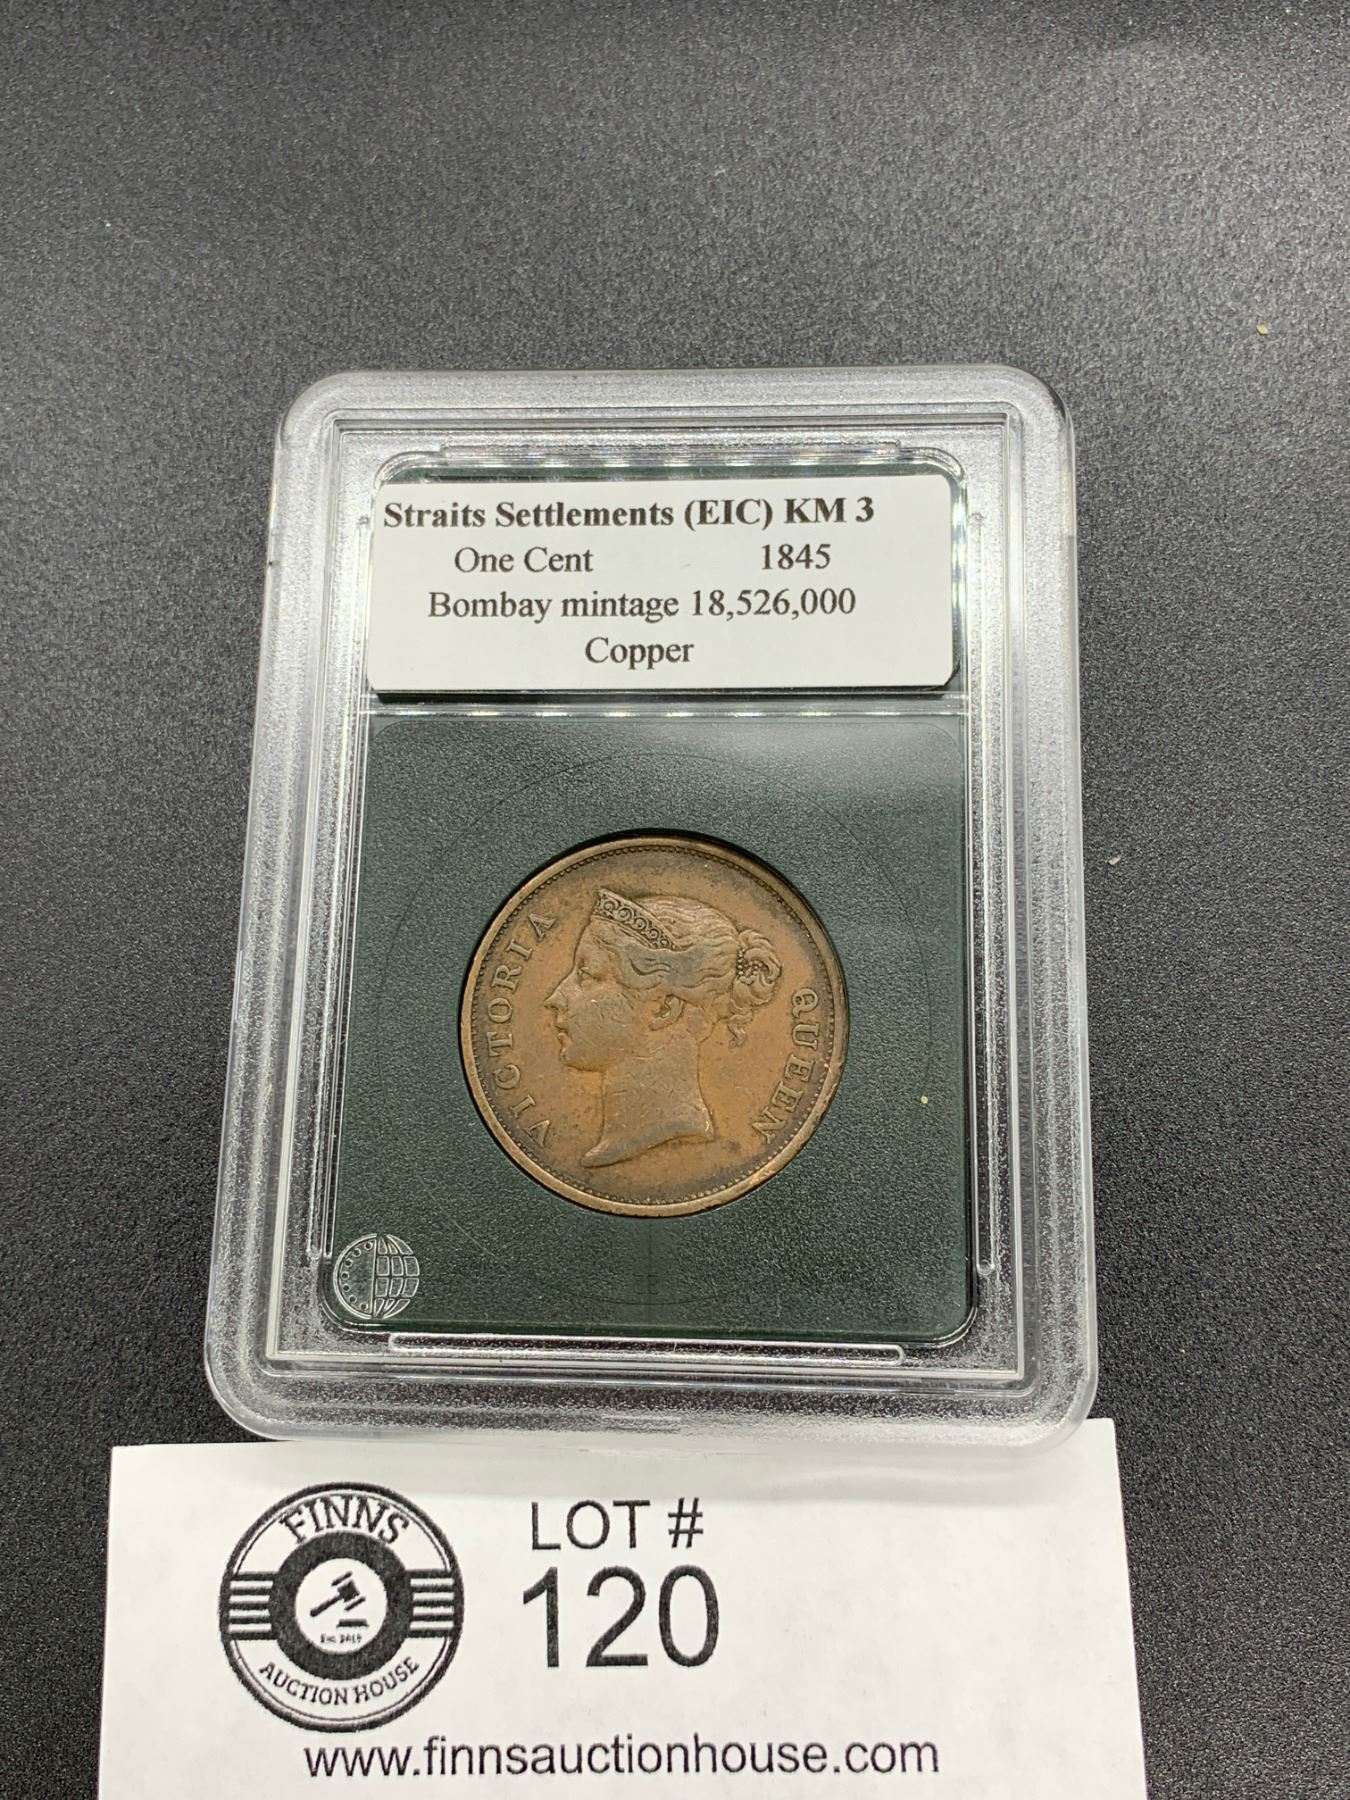 Straits Settlements (EIC) KM 3
One Cent 1845
Bombay mintage 18,526,000
Copper
VICTORIA QUEEN
FINNS
AUCTION HOUSE
LOT #
120
www.finnsauctionhouse.com